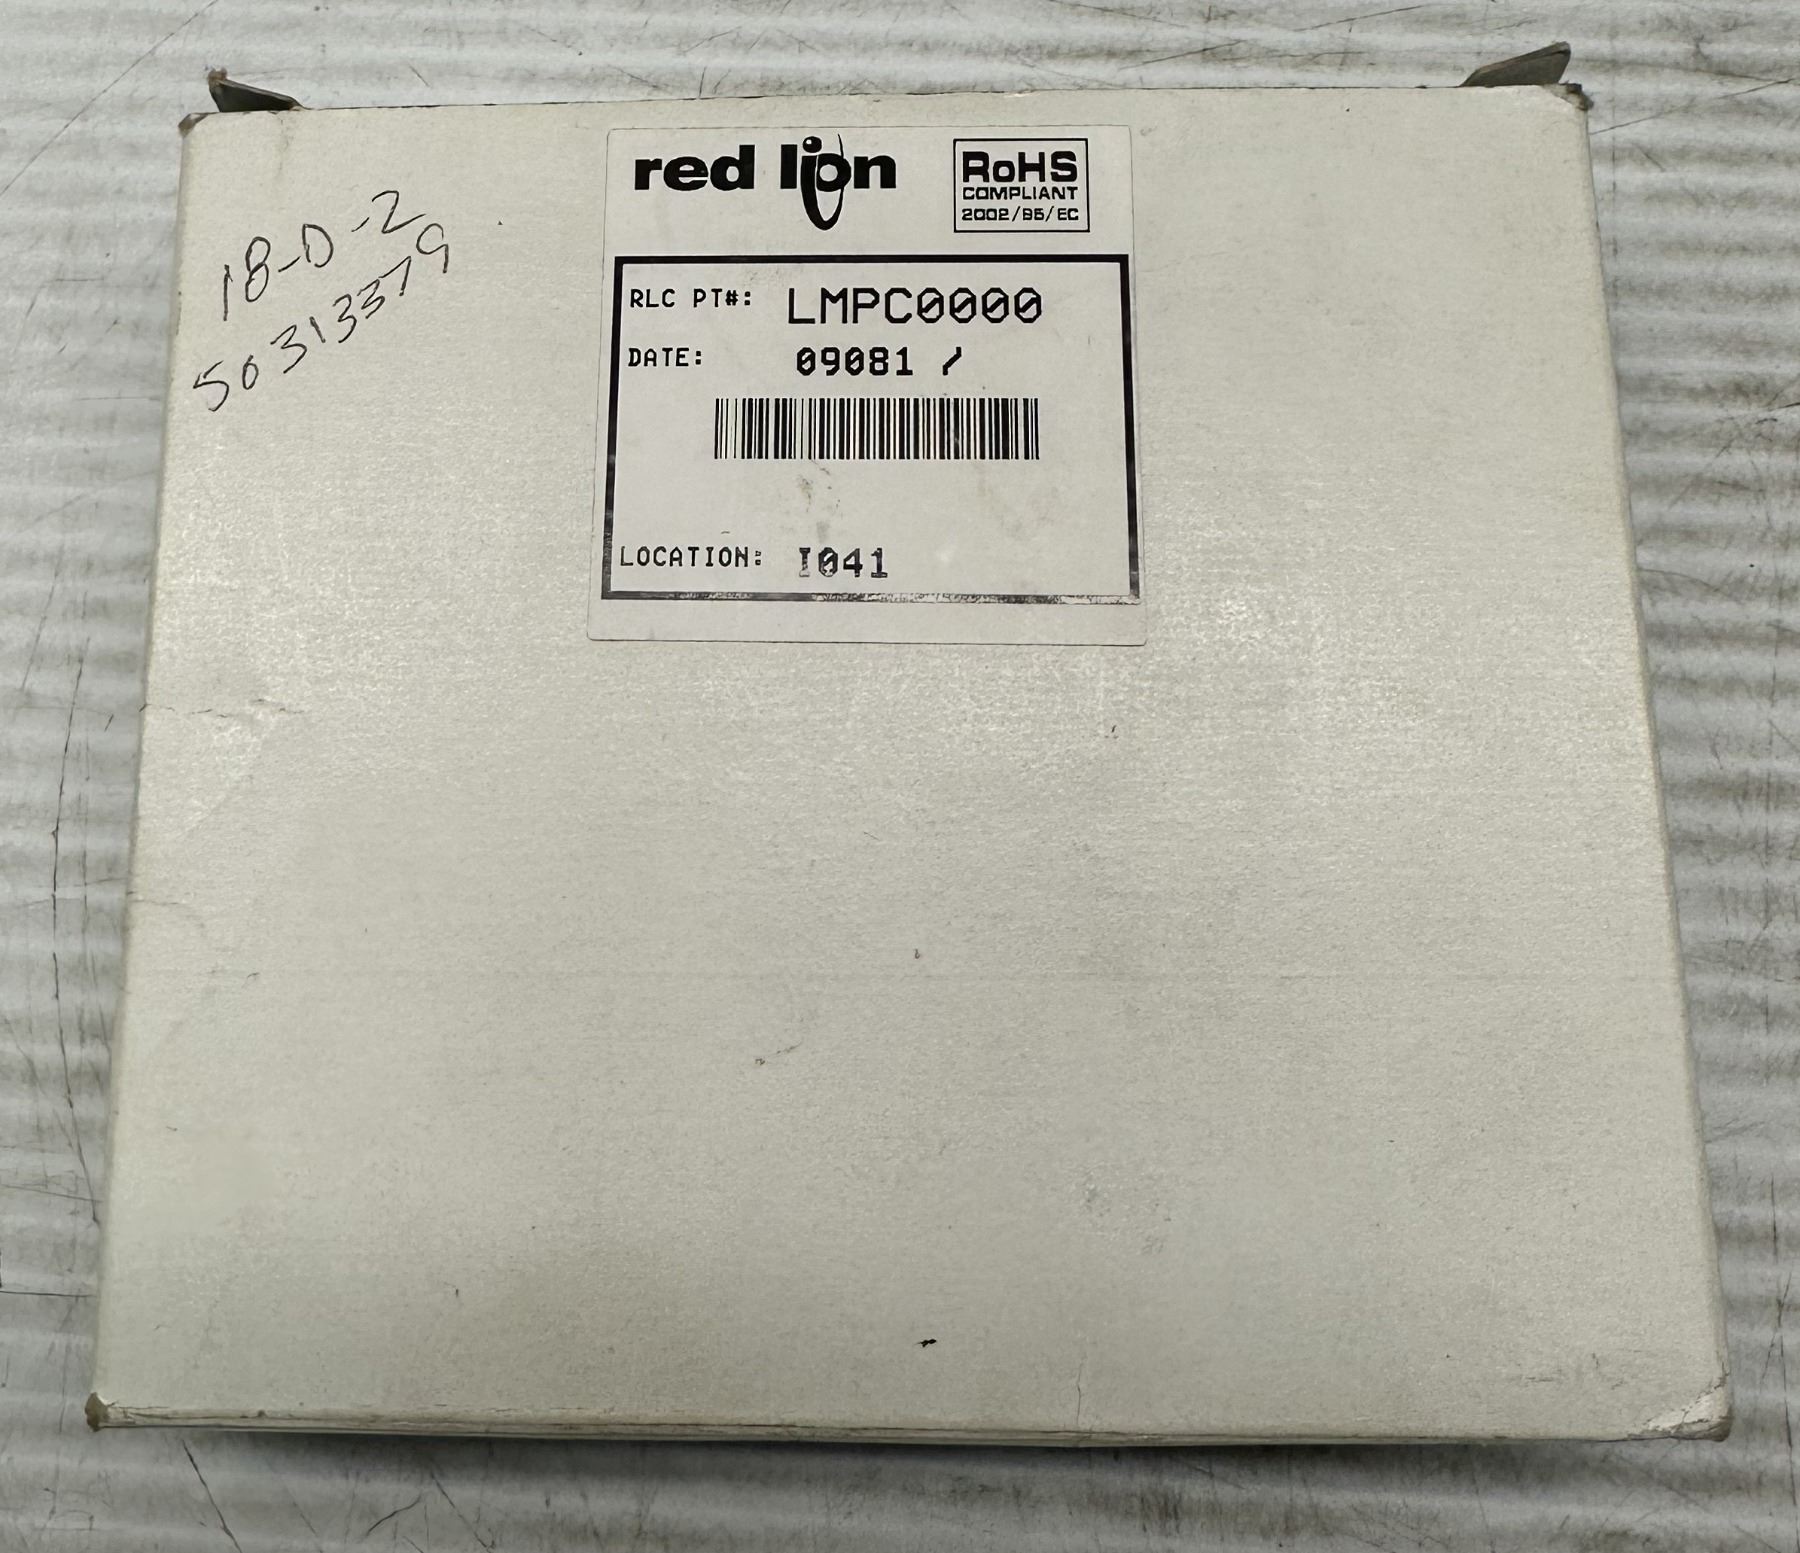 red lion
RoHS
COMPLIANT
2002/95/EC
18-D-2
50313379
RLC PT#: LMPC0000
DATE: 09081 /
LOCATION: I041